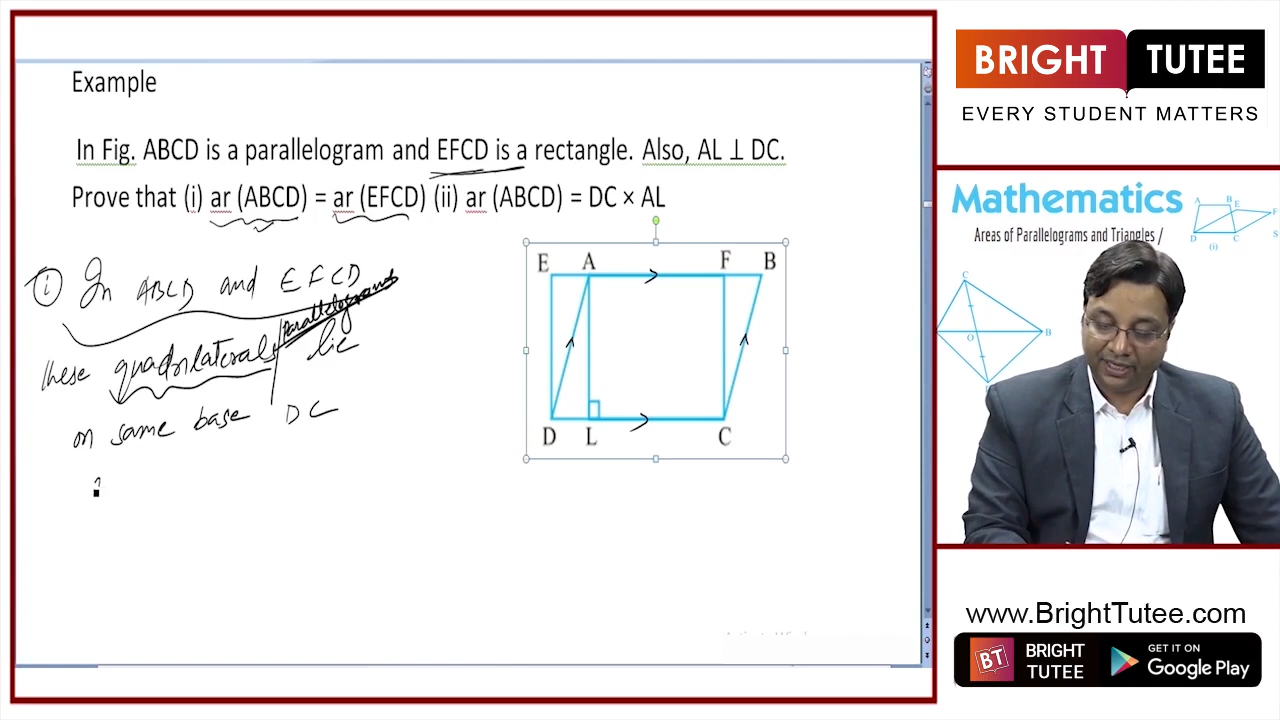 Example
In Fig. ABCD is a parallelogram and EFCD is a rectangle. Also, AL ⊥ DC.
Prove that (i) ar (ABCD) = ar (EFCD) (ii) ar (ABCD) = DC × AL
(i) In ABCD and EFCD
These quadrilaterals/parallelograms lie
on same base DC
E A F B
D L C
BRIGHT TUTEE
EVERY STUDENT MATTERS
Mathematics
Areas of Parallelograms and Triangles /
A B E F
D C S
(i)
C
O B
www.BrightTutee.com
BT BRIGHT TUTEE
GET IT ON
Google Play